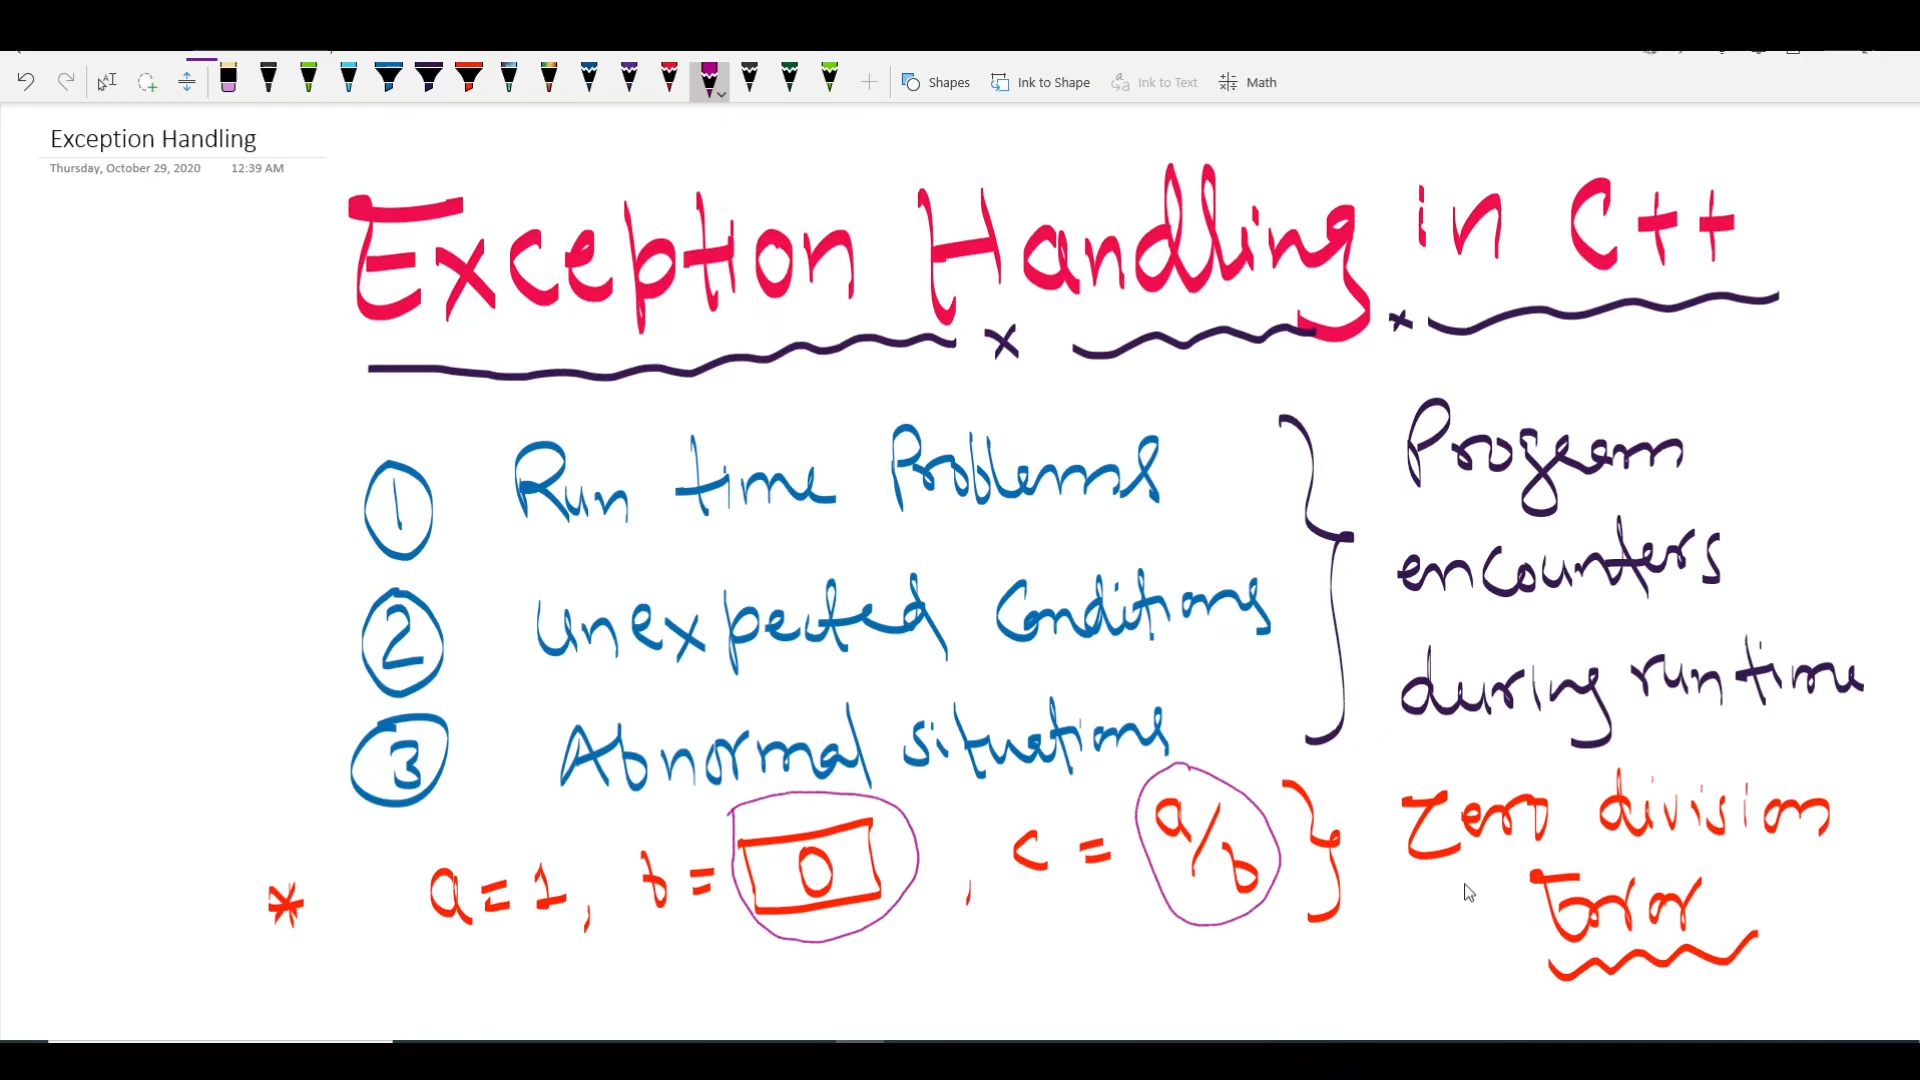 Shapes Ink to Shape Ink to Text Math
Exception Handling
Thursday, October 29, 2020 12:39 AM
Exception Handling in C++
1 Run time Problems
2 unexpected Conditions
3 Abnormal situations
Program
encounters
during runtime
* a=1, b= 0 , c= a/b
Zero division
Error